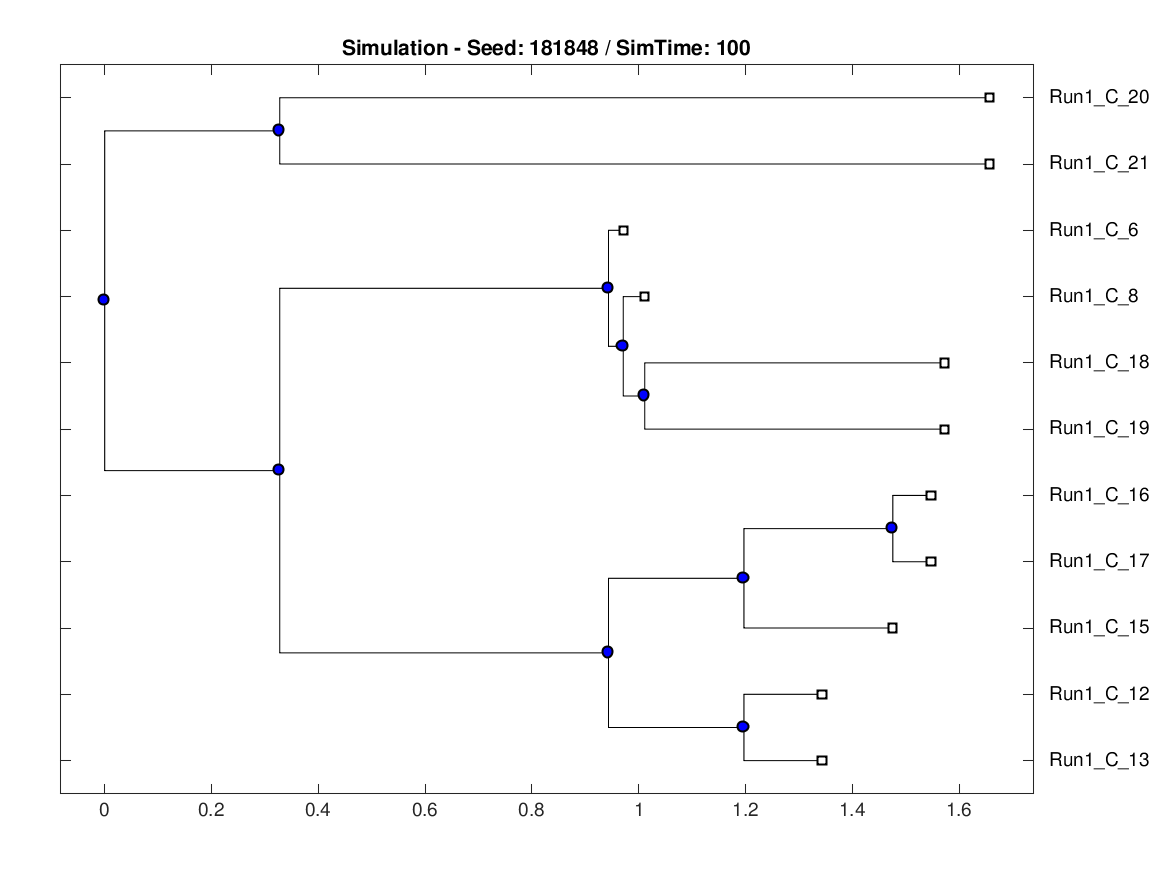 Simulation - Seed: 181848 / SimTime: 100
Run1_C_20
Run1_C_21
Run1_C_6
Run1_C_8
Run1_C_18
Run1_C_19
Run1_C_16
Run1_C_17
Run1_C_15
Run1_C_12
Run1_C_13
0 0.2 0.4 0.6 0.8 1 1.2 1.4 1.6